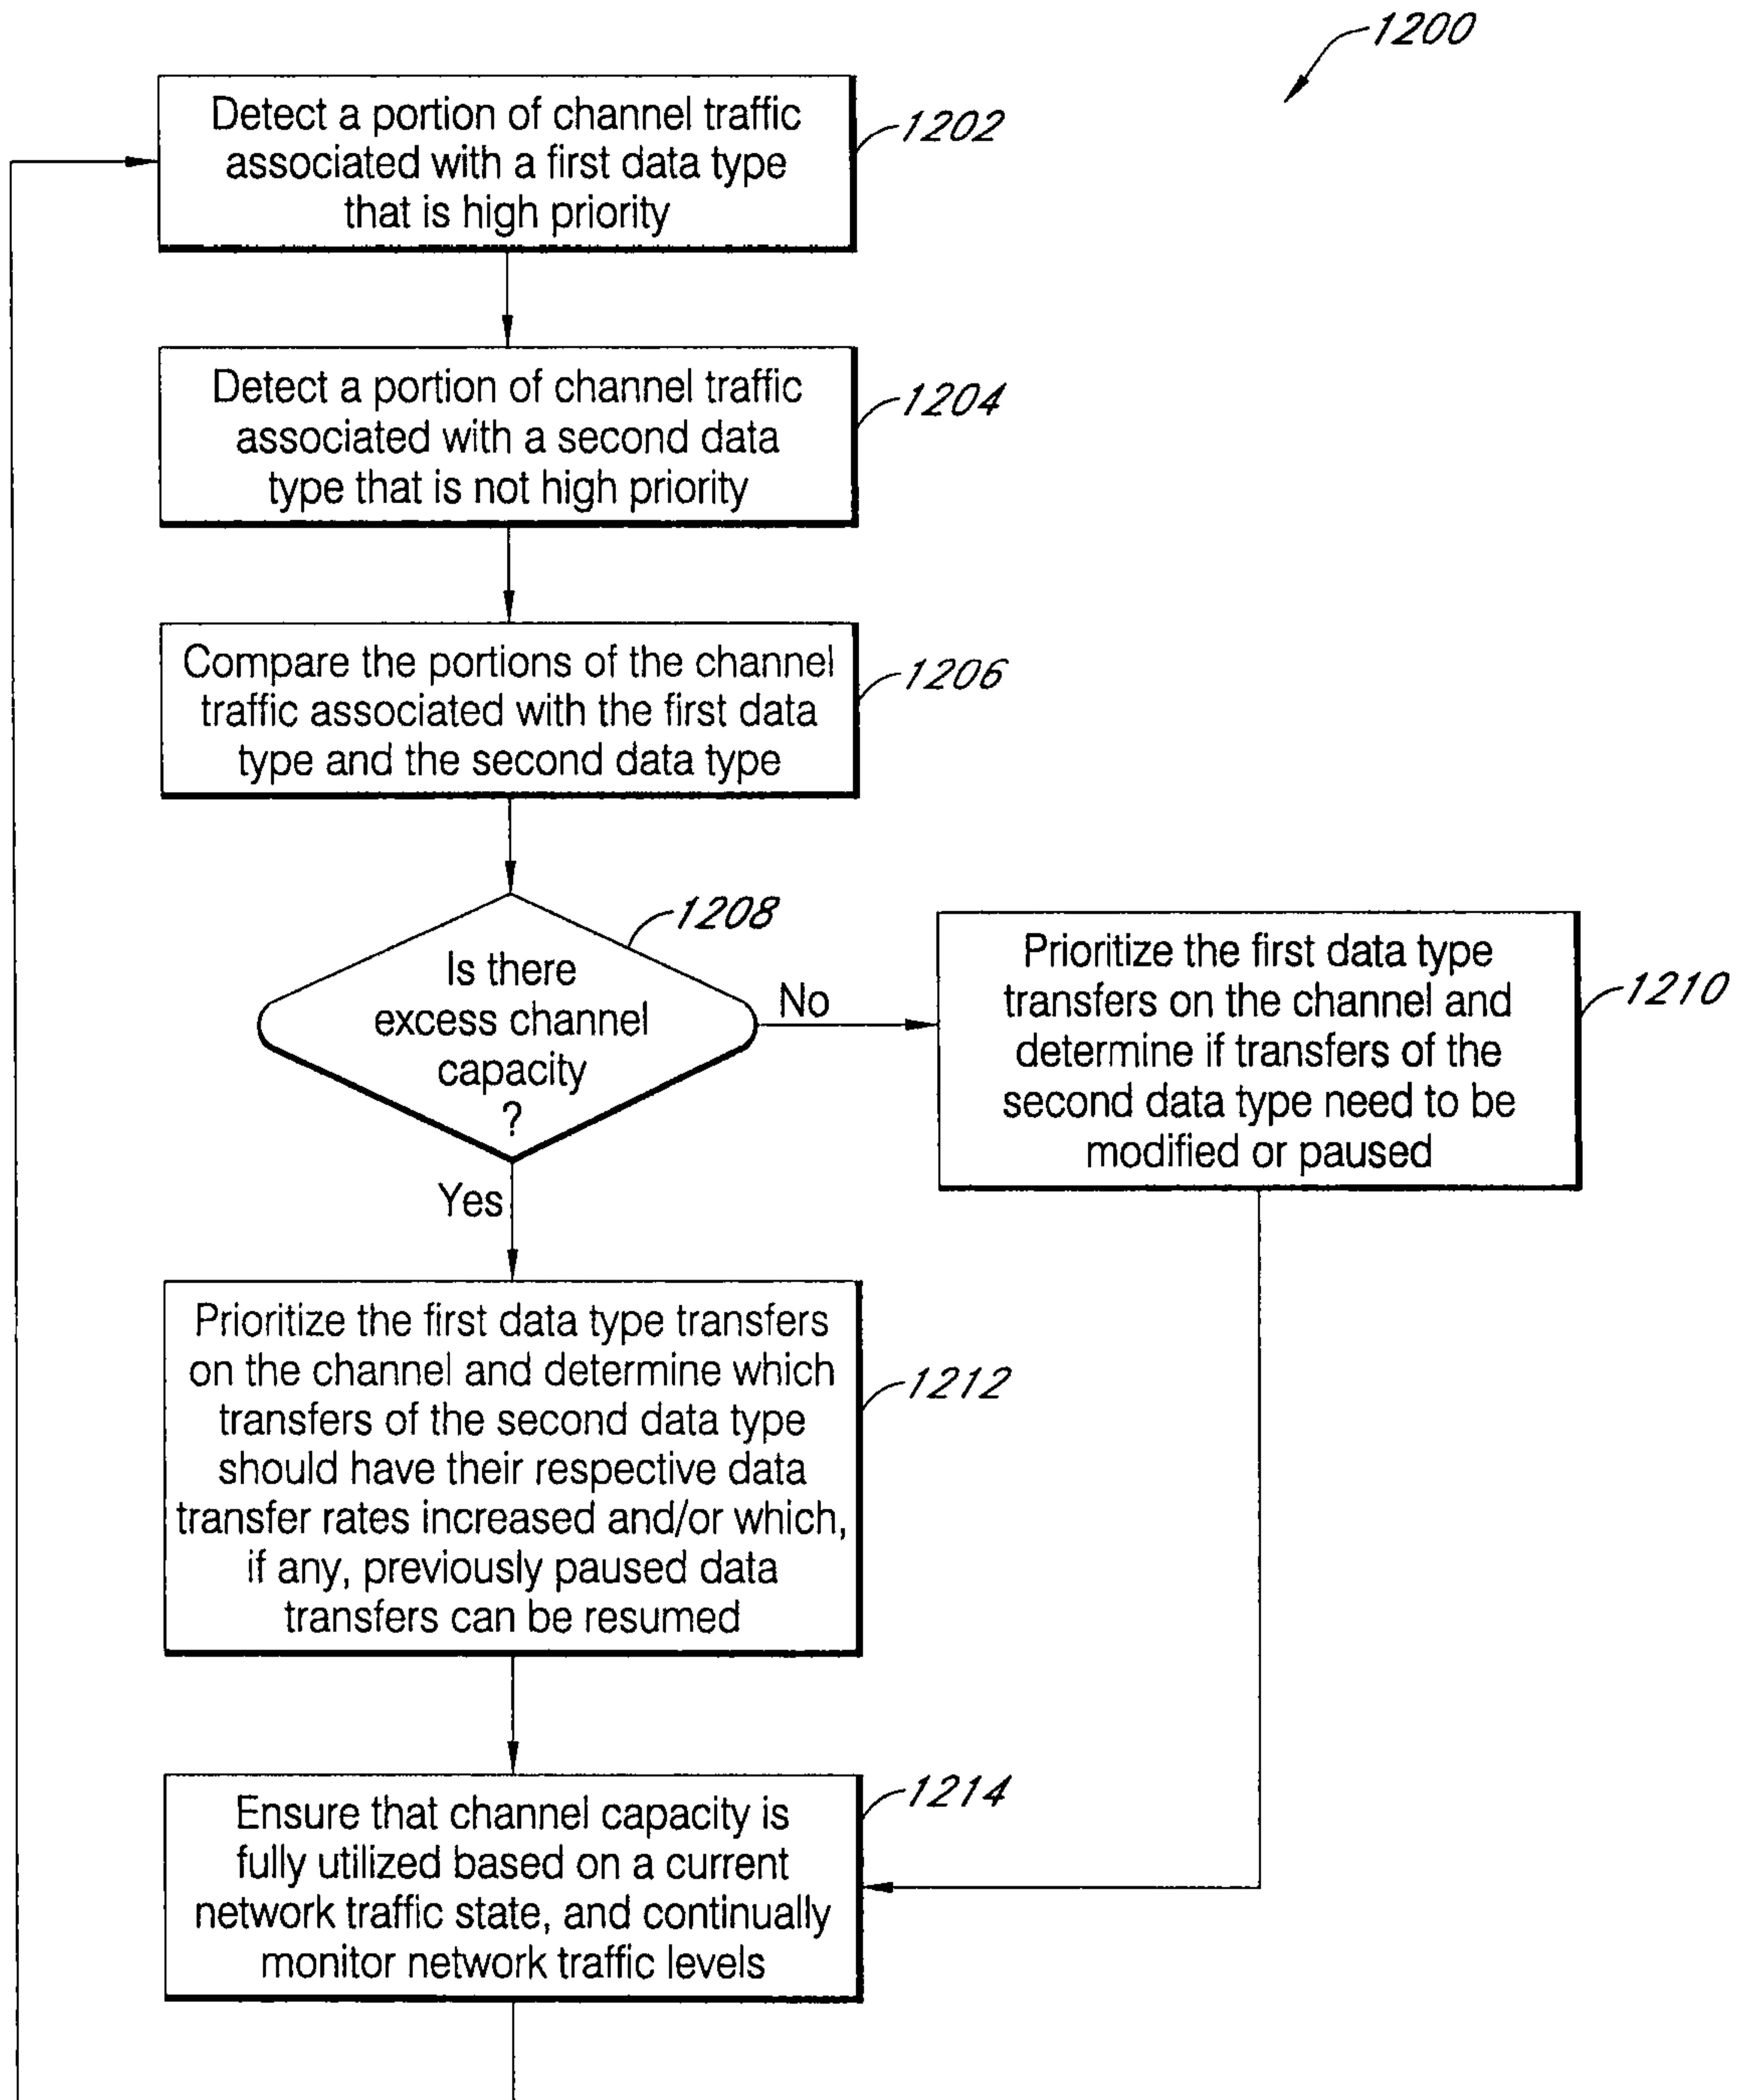 1200
Detect a portion of channel traffic
associated with a first data type
that is high priority
1202
Detect a portion of channel traffic
associated with a second data
type that is not high priority
1204
Compare the portions of the channel
traffic associated with the first data
type and the second data type
1206
Is there
excess channel
capacity
?
1208
No
Yes
Prioritize the first data type
transfers on the channel and
determine if transfers of the
second data type need to be
modified or paused
1210
Prioritize the first data type transfers
on the channel and determine which
transfers of the second data type
should have their respective data
transfer rates increased and/or which,
if any, previously paused data
transfers can be resumed
1212
Ensure that channel capacity is
fully utilized based on a current
network traffic state, and continually
monitor network traffic levels
1214